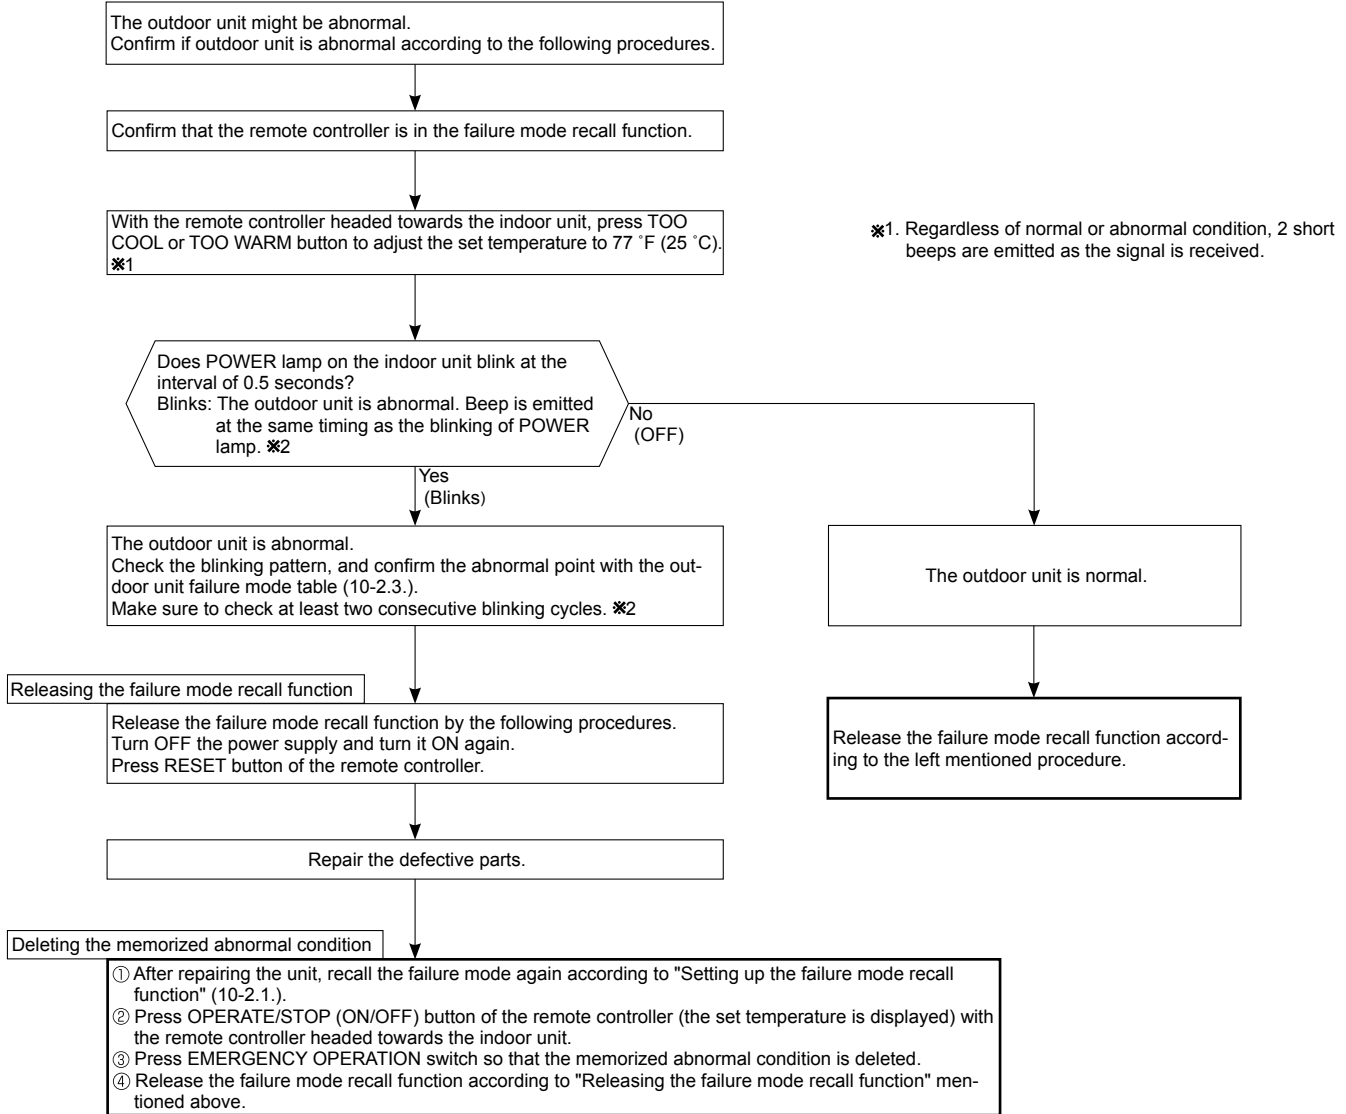 The outdoor unit might be abnormal.
Confirm if outdoor unit is abnormal according to the following procedures.
Confirm that the remote controller is in the failure mode recall function.
With the remote controller headed towards the indoor unit, press TOO
COOL or TOO WARM button to adjust the set temperature to 77 ˚F (25 ˚C).
※1
※1. Regardless of normal or abnormal condition, 2 short
beeps are emitted as the signal is received.
Does POWER lamp on the indoor unit blink at the
interval of 0.5 seconds?
Blinks: The outdoor unit is abnormal. Beep is emitted
at the same timing as the blinking of POWER
lamp. ※2
No
(OFF)
Yes
(Blinks)
The outdoor unit is abnormal.
Check the blinking pattern, and confirm the abnormal point with the out-
door unit failure mode table (10-2.3.).
Make sure to check at least two consecutive blinking cycles. ※2
The outdoor unit is normal.
Releasing the failure mode recall function
Release the failure mode recall function by the following procedures.
Turn OFF the power supply and turn it ON again.
Press RESET button of the remote controller.
Release the failure mode recall function accord-
ing to the left mentioned procedure.
Repair the defective parts.
Deleting the memorized abnormal condition
① After repairing the unit, recall the failure mode again according to "Setting up the failure mode recall
function" (10-2.1.).
② Press OPERATE/STOP (ON/OFF) button of the remote controller (the set temperature is displayed) with
the remote controller headed towards the indoor unit.
③ Press EMERGENCY OPERATION switch so that the memorized abnormal condition is deleted.
④ Release the failure mode recall function according to "Releasing the failure mode recall function" men-
tioned above.